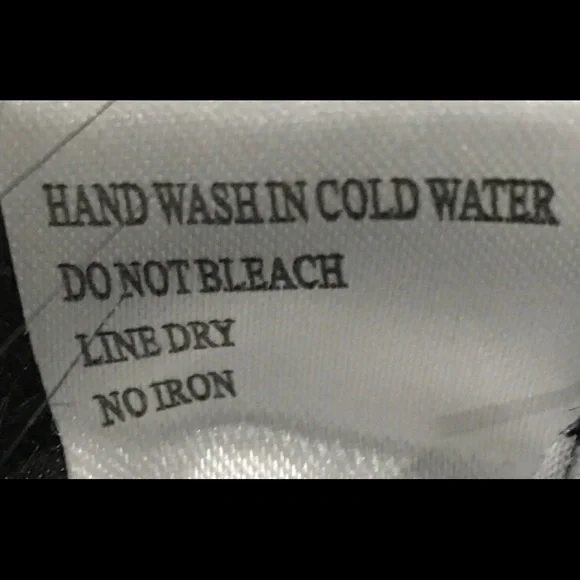 HAND WASH IN COLD WATER
DO NOT BLEACH
LINE DRY
NO IRON